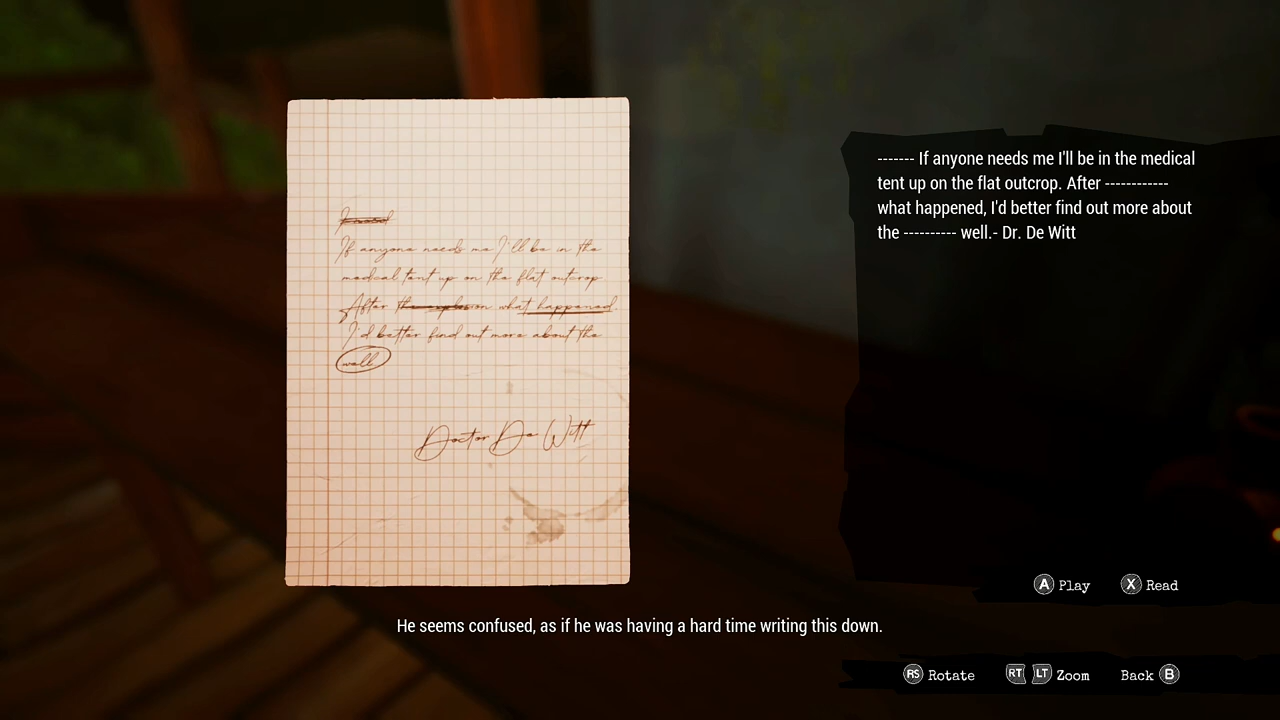 If anyone needs me I'll be in the
medical tent up on the flat outcrop
After what happened
I'd better find out more about the
well.
Doctor De Witt
------- If anyone needs me I'll be in the medical
tent up on the flat outcrop. After ------------
what happened, I'd better find out more about
the ---------- well.- Dr. De Witt
A Play X Read
He seems confused, as if he was having a hard time writing this down.
RS Rotate RT LT Zoom Back B